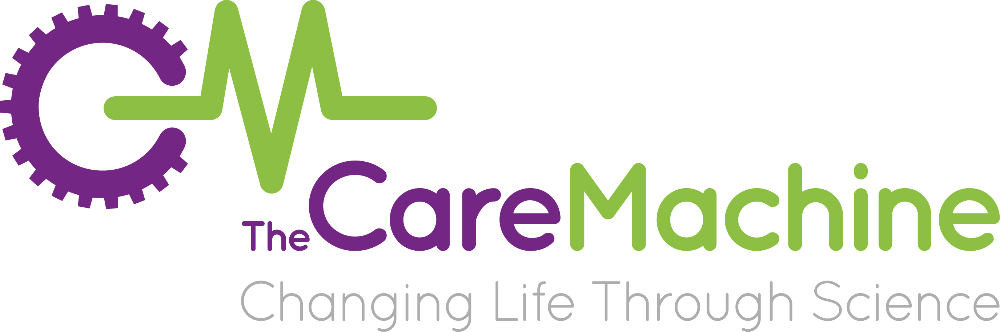 TheCareMachine
Changing Life Through Science